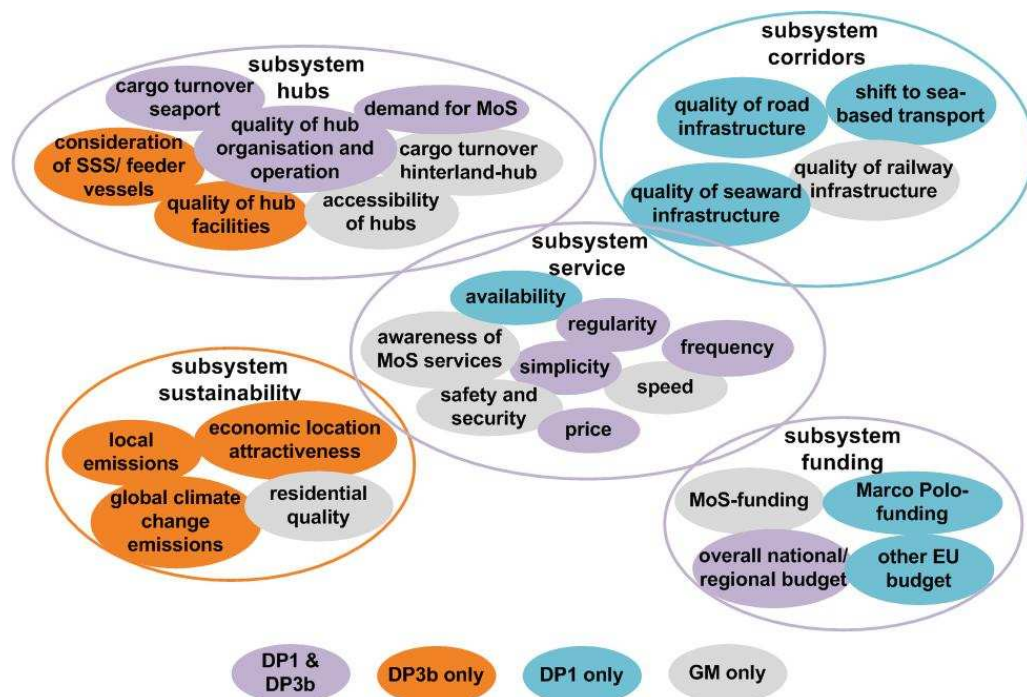 subsystem
hubs
cargo turnover
seaport
demand for MoS
quality of hub
organisation and
operation
consideration
of SSS/ feeder
vessels
cargo turnover
hinterland-hub
quality of hub
facilities
accessibility
of hubs
subsystem
corridors
quality of road
infrastructure
shift to sea-
based transport
quality of railway
infrastructure
quality of seaward
infrastructure
subsystem
service
availability
regularity
frequency
awareness of
MoS services
simplicity
speed
safety and
security
price
subsystem
sustainability
local
emissions
economic location
attractiveness
global climate
change
emissions
residential
quality
subsystem
funding
MoS-funding
Marco Polo-
funding
overall national/
regional budget
other EU
budget
DP1 &
DP3b
DP3b only
DP1 only
GM only